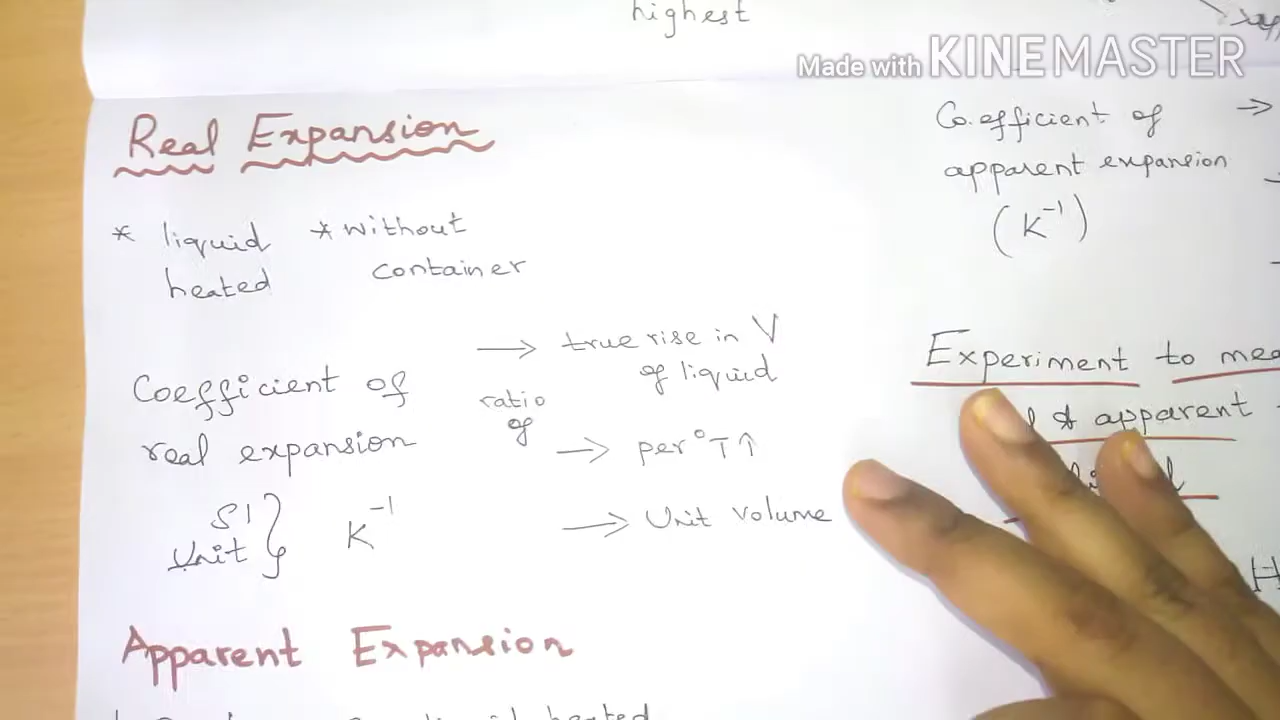 highest
Made with KINEMASTER
Real Expansion
* liquid heated
* without container
Coefficient of real expansion
ratio of
→ true rise in V of liquid
→ per °T↑
→ Unit volume
SI Unit } K⁻¹
Apparent Expansion
heated
Co.efficient of →
apparent expansion
(K⁻¹)
Experiment to
& apparent
H